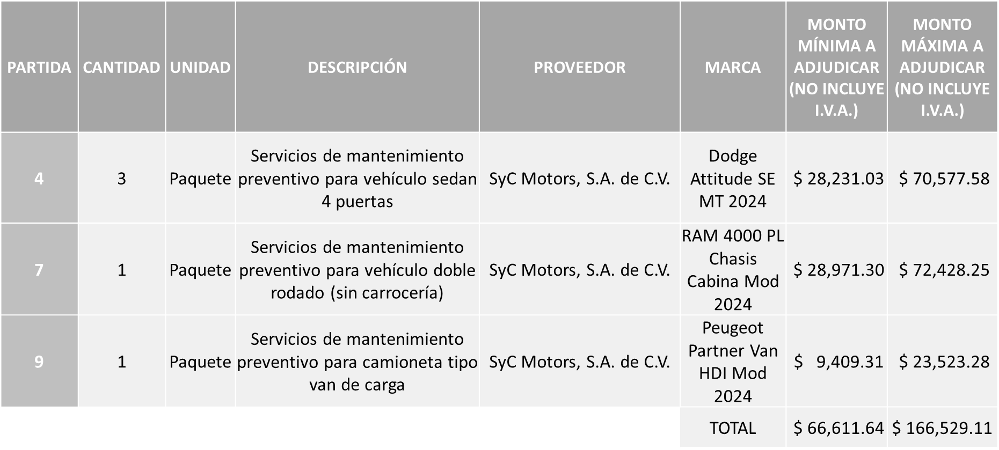 PARTIDA
CANTIDAD
UNIDAD
DESCRIPCIÓN
PROVEEDOR
MARCA
MONTO
MÍNIMA A
ADJUDICAR
(NO INCLUYE
I.V.A.)
MONTO
MÁXIMA A
ADJUDICAR
(NO INCLUYE
I.V.A.)
4
3
Paquete
Servicios de mantenimiento
preventivo para vehículo sedan
4 puertas
SyC Motors, S.A. de C.V.
Dodge
Attitude SE
MT 2024
$ 28,231.03
$ 70,577.58
7
1
Paquete
Servicios de mantenimiento
preventivo para vehículo doble
rodado (sin carrocería)
SyC Motors, S.A. de C.V.
RAM 4000 PL
Chasis
Cabina Mod
2024
$ 28,971.30
$ 72,428.25
9
1
Paquete
Servicios de mantenimiento
preventivo para camioneta tipo
van de carga
SyC Motors, S.A. de C.V.
Peugeot
Partner Van
HDI Mod
2024
$ 9,409.31
$ 23,523.28
TOTAL
$ 66,611.64
$ 166,529.11